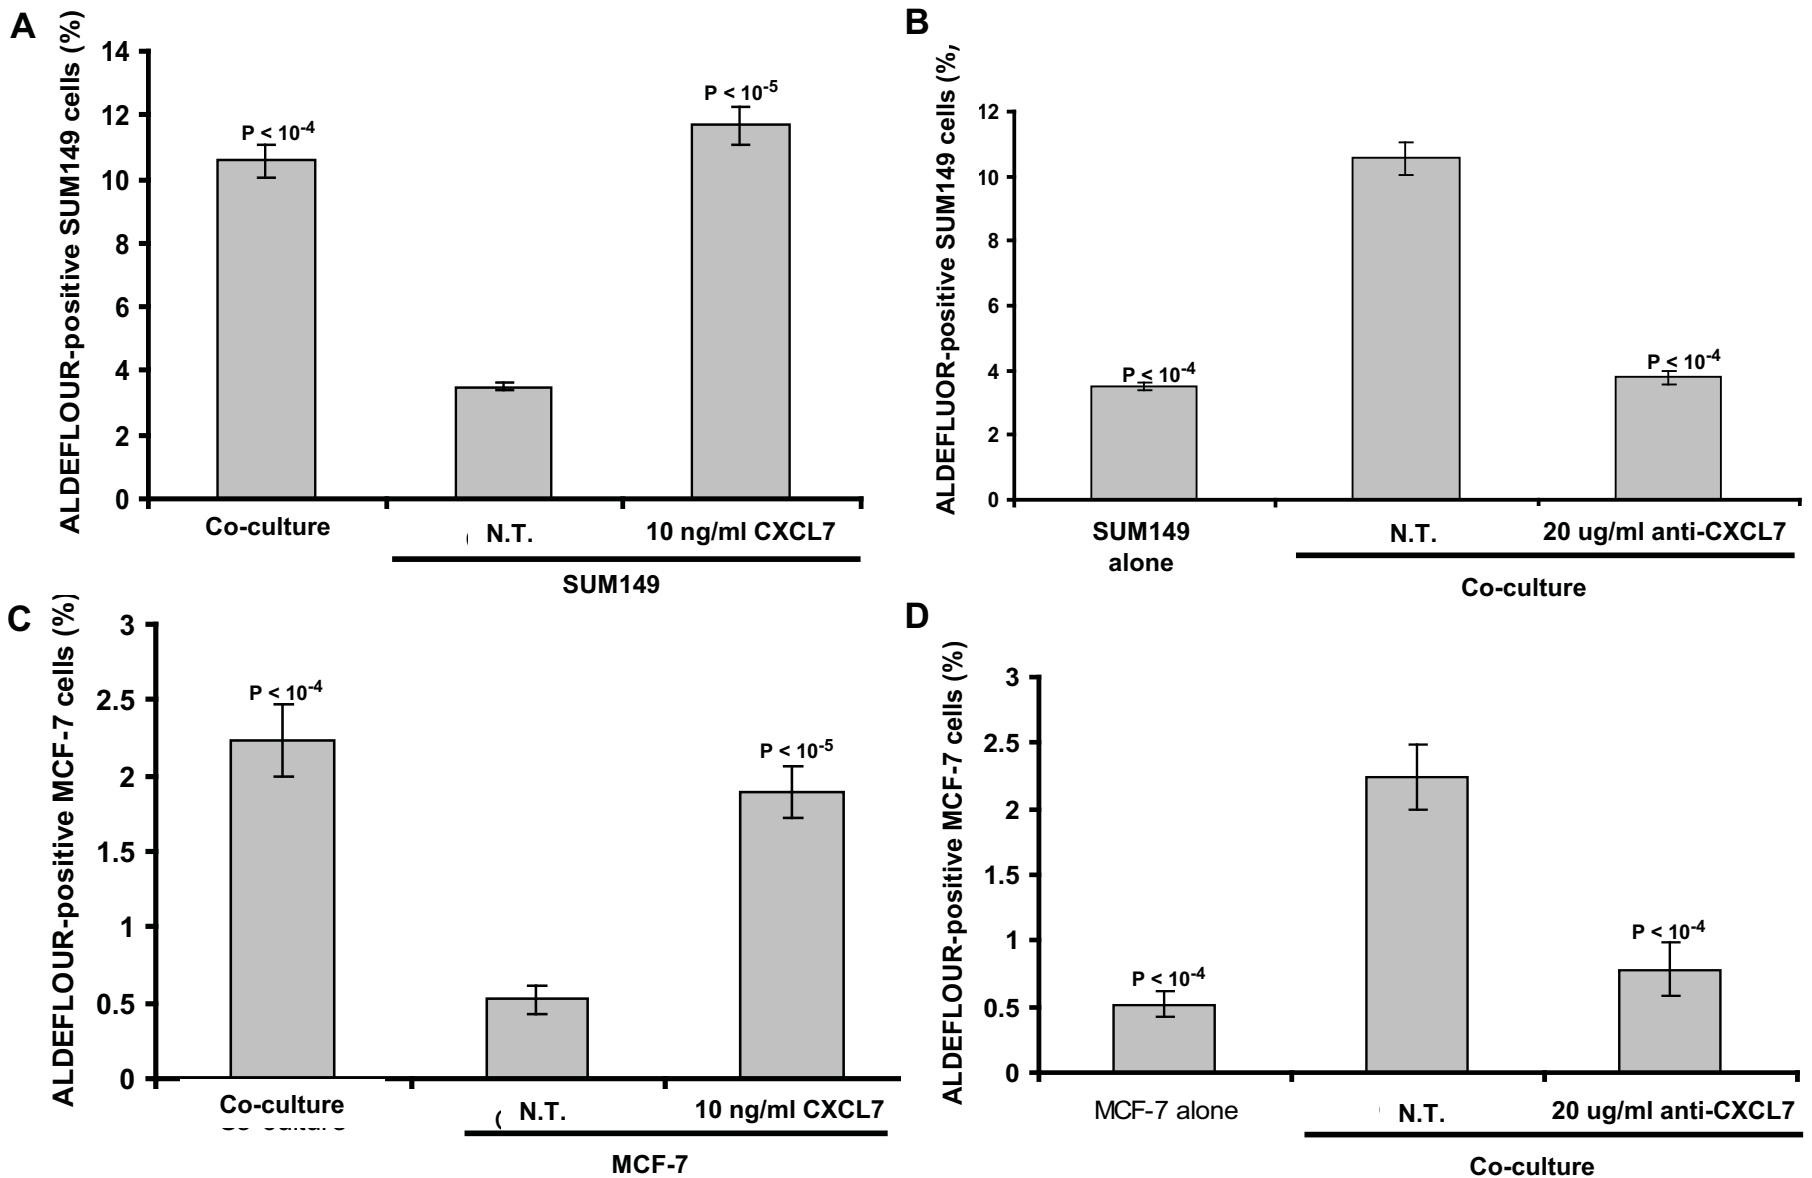 A
ALDEFLOUR-positive SUM149 cells (%)
14
12
10
8
6
4
2
0
P < 10-4
P < 10-5
Co-culture
N.T.
10 ng/ml CXCL7
SUM149
B
ALDEFLUOR-positive SUM149 cells (%,
12
10
8
6
4
2
0
P < 10-4
P < 10-4
SUM149
alone
N.T.
20 ug/ml anti-CXCL7
Co-culture
C
ALDEFLOUR-positive MCF-7 cells (%)
3
2.5
2
1.5
1
0.5
0
P < 10-4
P < 10-5
Co-culture
N.T.
10 ng/ml CXCL7
MCF-7
D
ALDEFLOUR-positive MCF-7 cells (%)
3
2.5
2
1.5
1
0.5
0
P < 10-4
P < 10-4
MCF-7 alone
N.T.
20 ug/ml anti-CXCL7
Co-culture